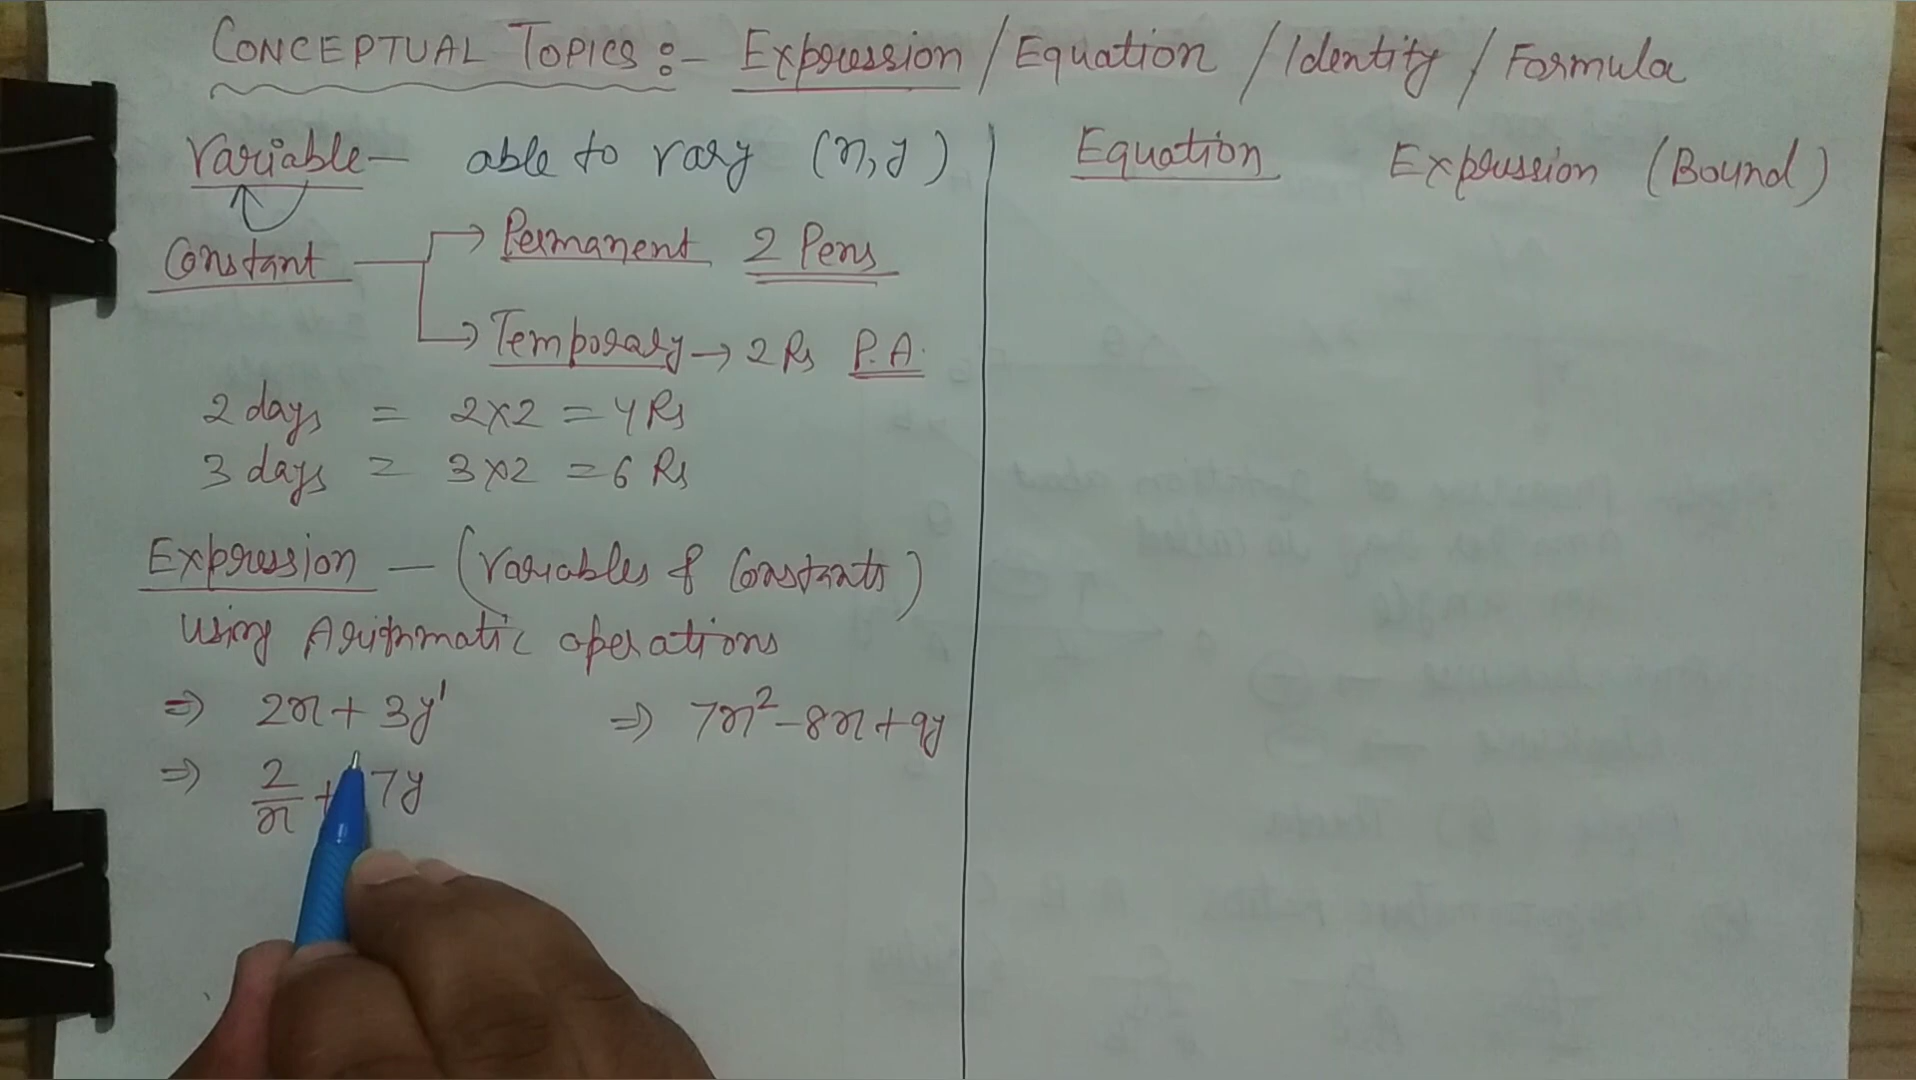 CONCEPTUAL TOPICS :- Expression / Equation / Identity / Formula
Variable - able to vary (x, y)
Constant → Permanent 2 Pens
→ Temporary → 2 Rs P.A.
2 days = 2×2 = 4 Rs
3 days = 3×2 = 6 Rs
Expression - (Variables & Constants)
using Arithmatic operations
⇒ 2x + 3y' ⇒ 7x² - 8x + 9y
⇒ 2/x + 7y
Equation Expression (Bound)